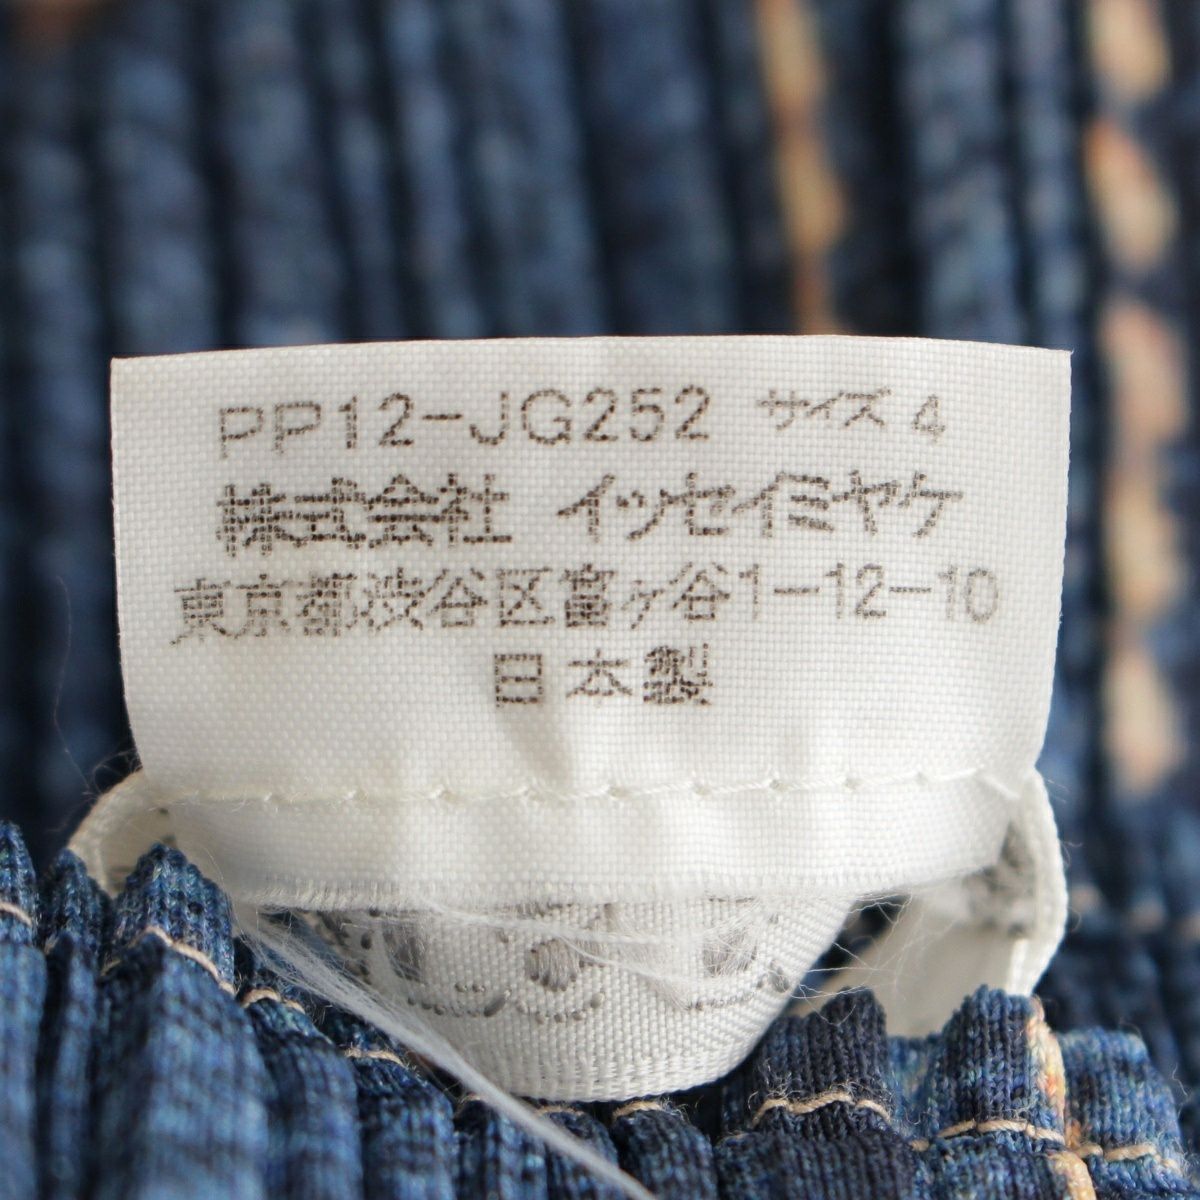 PP12-JG252 サイズ 4
株式会社 イッセイミヤケ
東京都渋谷区富ヶ谷1-12-10
日本製